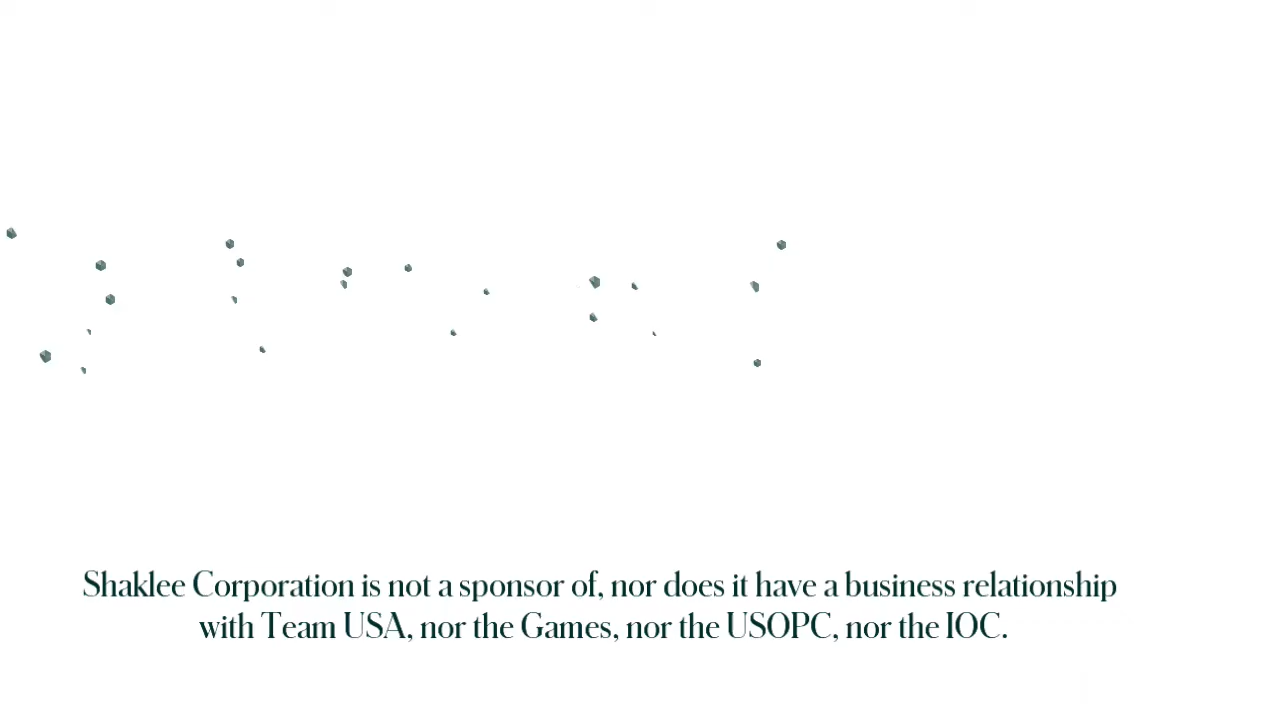 Shaklee Corporation is not a sponsor of, nor does it have a business relationship
with Team USA, nor the Games, nor the USOPC, nor the IOC.